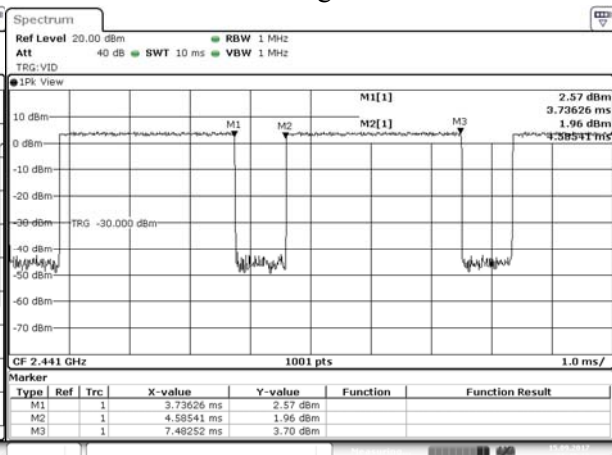 Spectrum
Ref Level 20.00 dBm RBW 1 MHz
Att 40 dB SWT 10 ms VBW 1 MHz
TRG:VID
1Pk View
M1[1] 2.57 dBm
3.73626 ms
M2[1] 1.96 dBm
4.58541 ms
10 dBm
M1 M2 M3
0 dBm
-10 dBm
-20 dBm
-30 dBm TRG -30.000 dBm
-40 dBm
-50 dBm
-60 dBm
-70 dBm
CF 2.441 GHz 1001 pts 1.0 ms/
Marker
Type Ref Trc X-value Y-value Function Function Result
M1 1 3.73626 ms 2.57 dBm
M2 1 4.58541 ms 1.96 dBm
M3 1 7.48252 ms 3.70 dBm